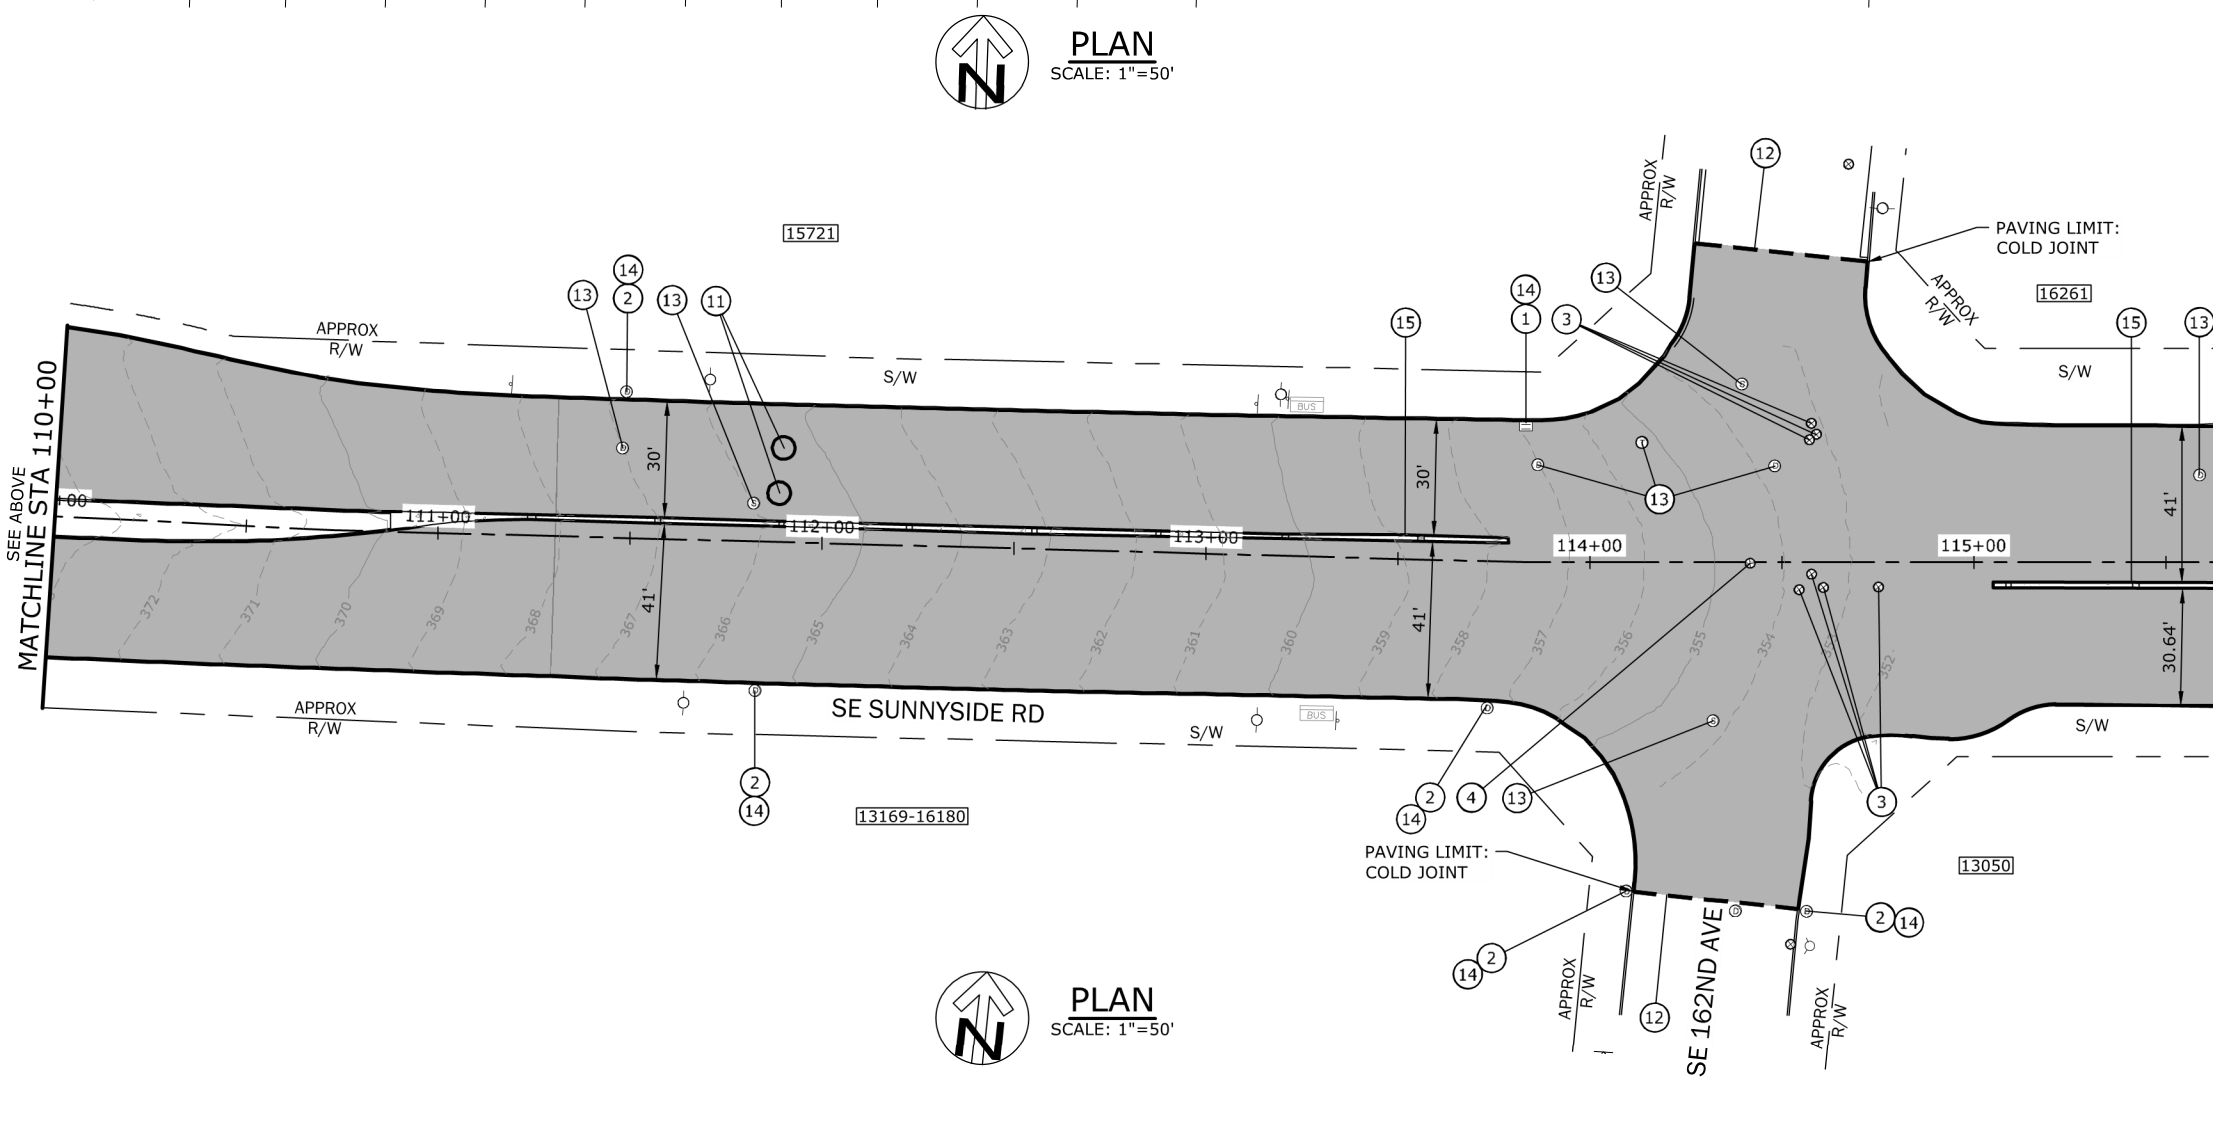 PLAN
SCALE: 1"=50'
N
12
APPROX
R/W
15721
PAVING LIMIT:
COLD JOINT
14
2
13
13
11
13
14
1
3
15
16261
APPROX
R/W
15
13
APPROX
R/W
S/W
S/W
BUS
SEE ABOVE
MATCHLINE STA 110+00
30'
30'
41'
13
+00
111+00
112+00
113+00
114+00
115+00
372
371
370
369
368
367
366
365
364
363
362
361
360
359
358
357
356
355
354
353
352
41'
41'
30.64'
APPROX
R/W
SE SUNNYSIDE RD
S/W
BUS
S/W
2
14
13169-16180
2
14
4
13
3
PAVING LIMIT:
COLD JOINT
13050
2
14
2
14
12
APPROX
R/W
SE 162ND AVE
APPROX
R/W
N
PLAN
SCALE: 1"=50'